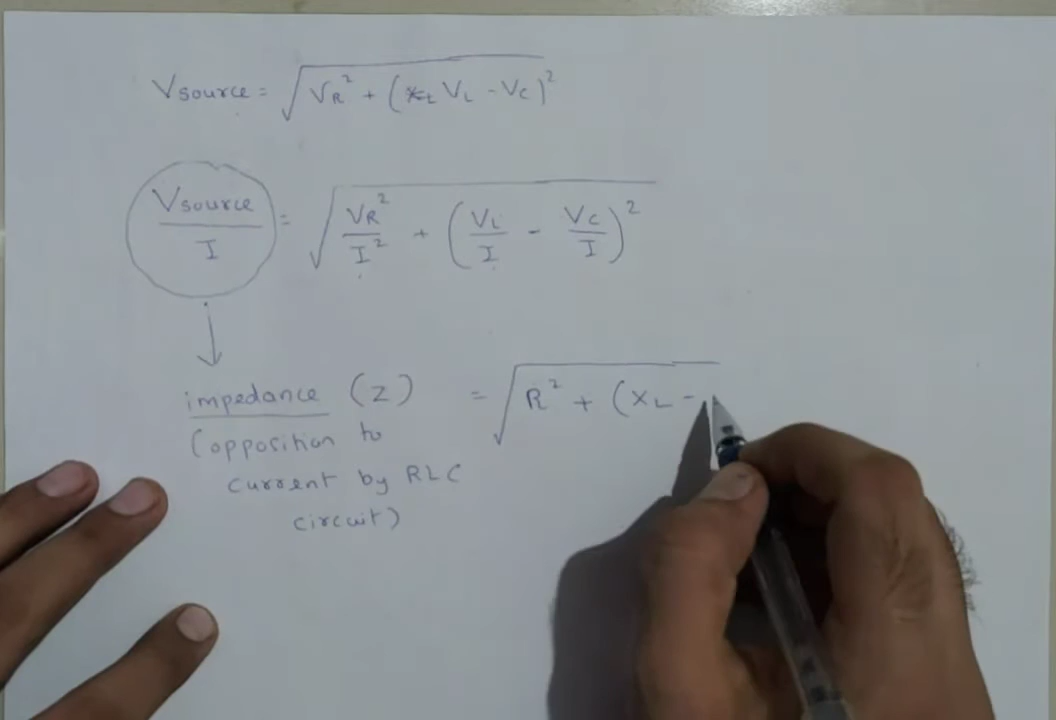 Vsource = √(VR² + (VL - VC)²
Vsource/I = √(VR²/I² + (VL/I - VC/I)²
impedance (Z) = √(R² + (XL -
(opposition to
current by RLC
circuit)